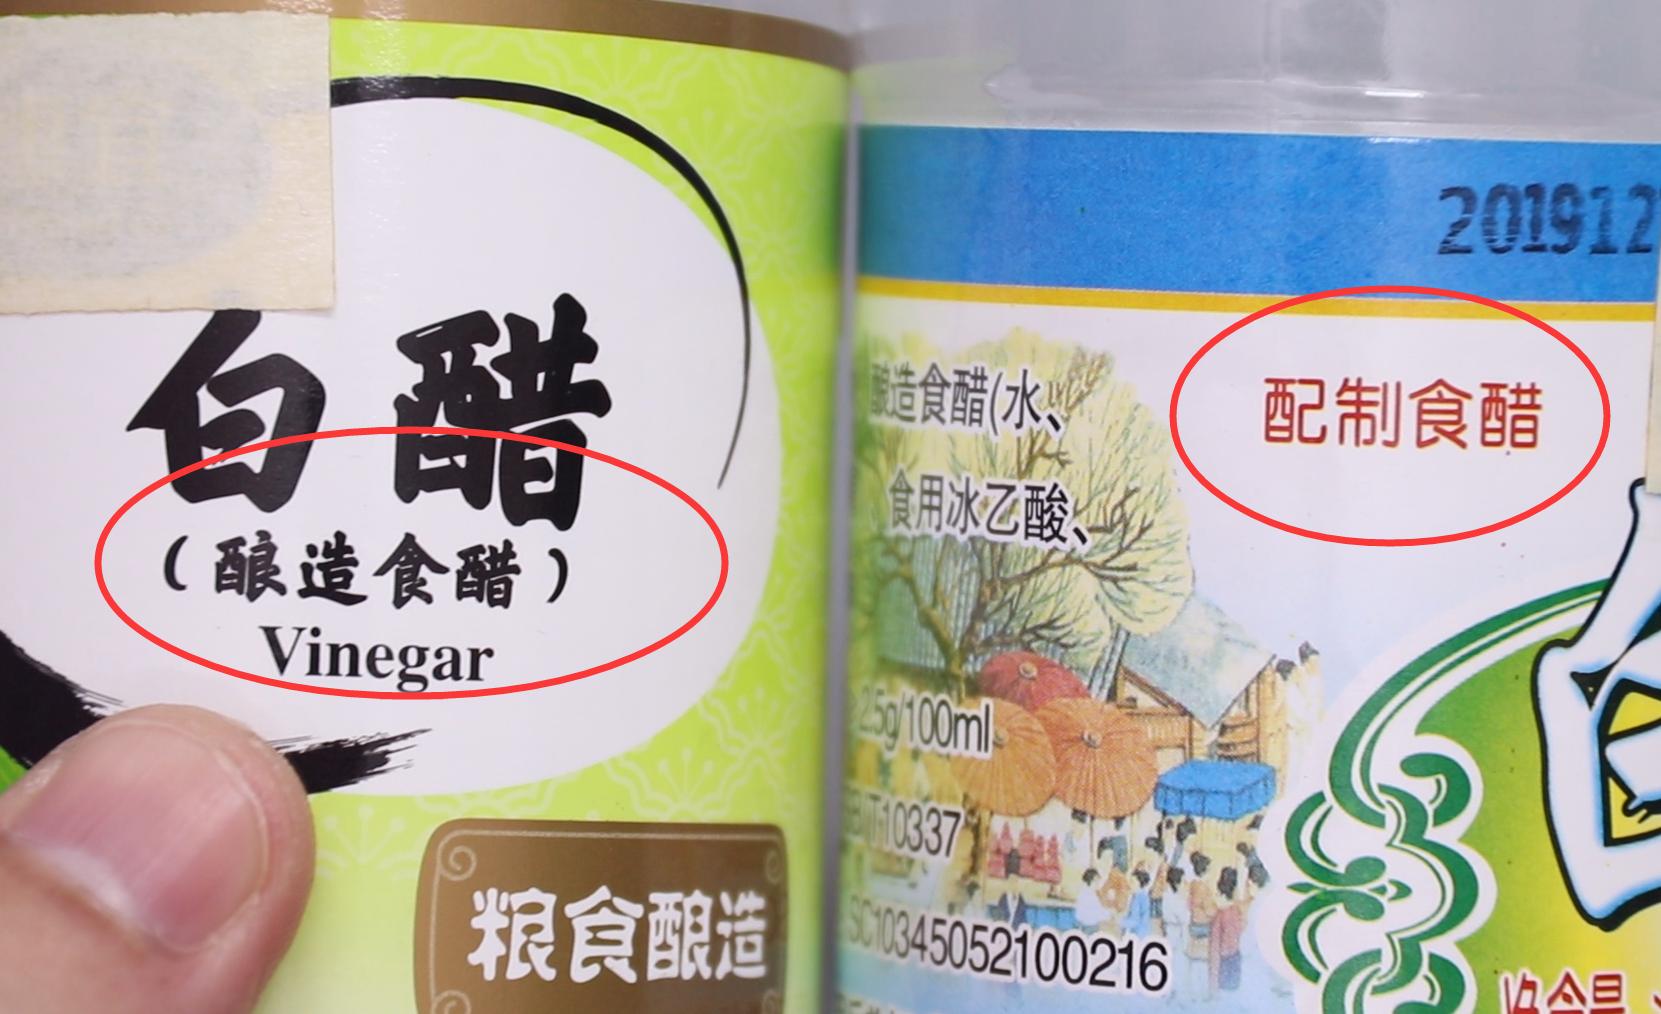 白醋
（酿造食醋）
Vinegar
粮食酿造
201912
配制食醋
酿造食醋(水、
食用冰乙酸、
2.5g/100ml
T10337
SC10345052100216